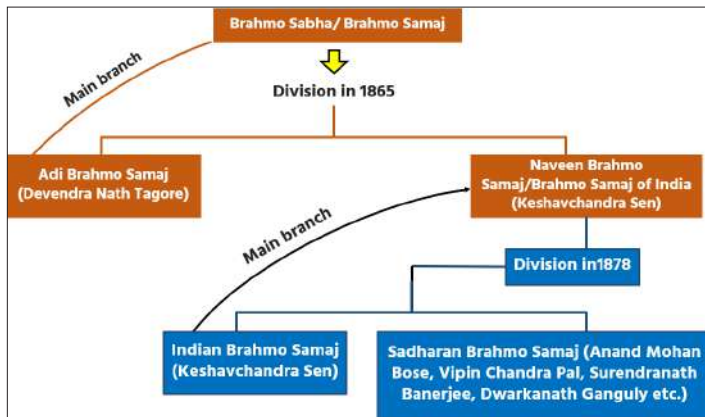 Brahmo Sabha/ Brahmo Samaj
Main branch
Division in 1865
Adi Brahmo Samaj
(Devendra Nath Tagore)
Naveen Brahmo
Samaj/Brahmo Samaj of India
(Keshavchandra Sen)
Main branch
Division in1878
Indian Brahmo Samaj
(Keshavchandra Sen)
Sadharan Brahmo Samaj (Anand Mohan
Bose, Vipin Chandra Pal, Surendranath
Banerjee, Dwarkanath Ganguly etc.)